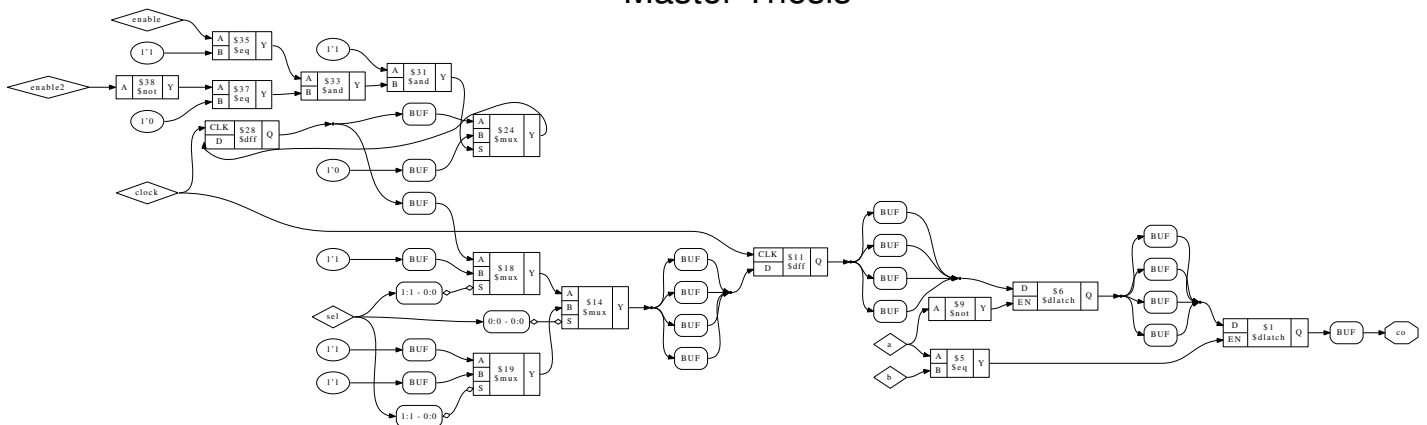 Master Thesis
enable
1'1
A
B
$35
$eq
Y
enable2
A
$38
$not
Y
1'0
A
B
$37
$eq
Y
A
B
$33
$and
Y
1'1
A
B
$31
$and
Y
CLK
D
$28
$dff
Q
BUF
1'0
BUF
A
B
S
$24
$mux
Y
clock
BUF
1'1
BUF
1:1 - 0:0
A
B
S
$18
$mux
Y
sel
0:0 - 0:0
A
B
S
$14
$mux
Y
1'1
BUF
1'1
BUF
1:1 - 0:0
A
B
S
$19
$mux
Y
BUF
BUF
BUF
BUF
CLK
D
$11
$dff
Q
BUF
BUF
BUF
BUF
A
$9
$not
Y
a
b
A
B
$5
$eq
Y
D
EN
$6
$dlatch
Q
BUF
BUF
BUF
BUF
D
EN
$1
$dlatch
Q
BUF
co